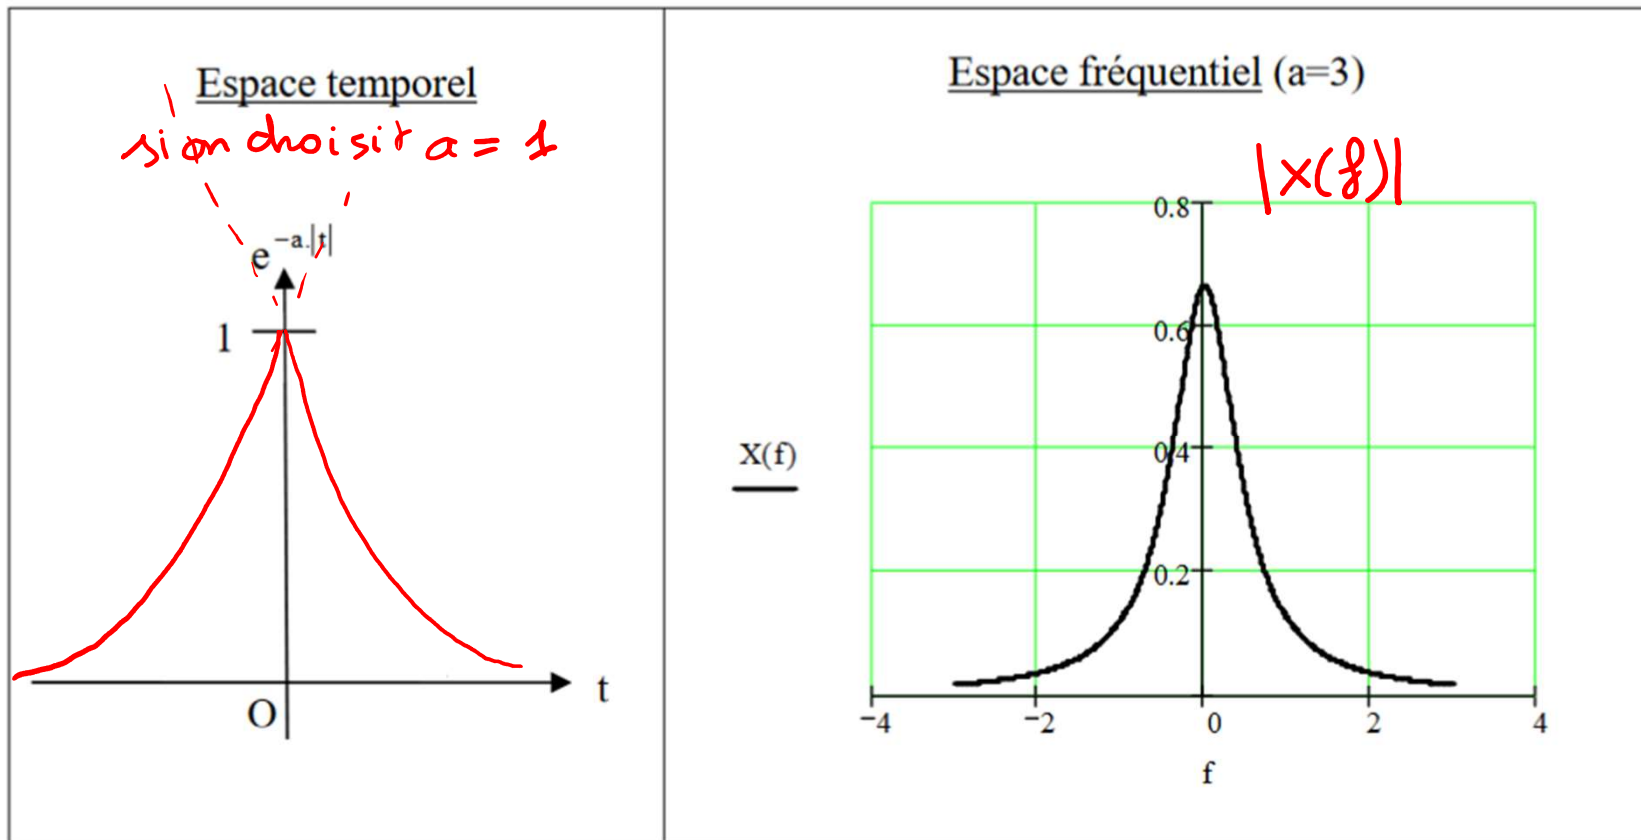 Espace temporel
si on choisit a = 1
e^{-a.|t|}
1
O
t
Espace fréquentiel (a=3)
|X(f)|
0.8
0.6
0.4
0.2
X(f)
−4 −2 0 2 4
f